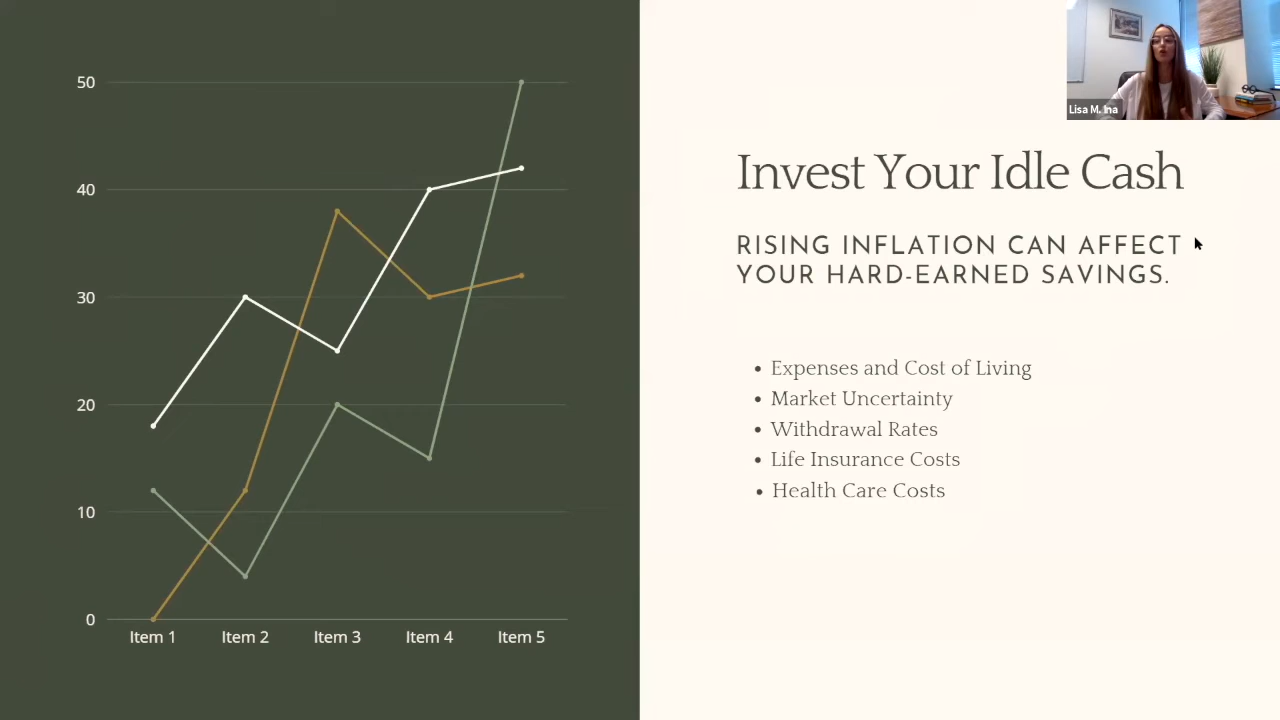 50
40
30
20
10
0
Item 1 Item 2 Item 3 Item 4 Item 5
Lisa M. Ina
Invest Your Idle Cash
RISING INFLATION CAN AFFECT
YOUR HARD-EARNED SAVINGS.
• Expenses and Cost of Living
• Market Uncertainty
• Withdrawal Rates
• Life Insurance Costs
• Health Care Costs